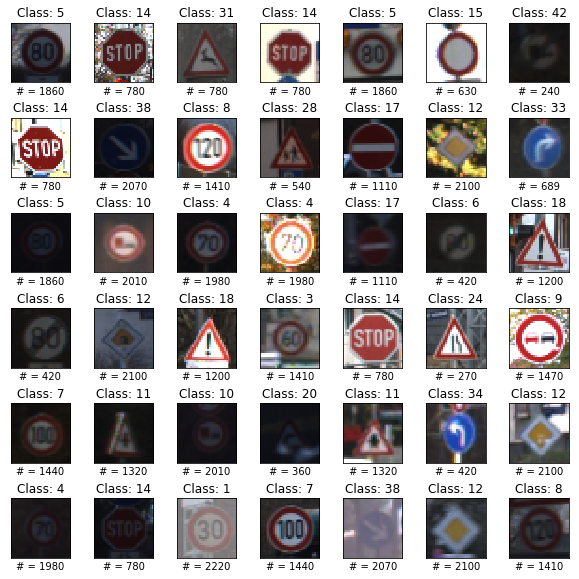 Class: 5 Class: 14 Class: 31 Class: 14 Class: 5 Class: 15 Class: 42
80 STOP STOP 80
# = 1860 # = 780 # = 780 # = 780 # = 1860 # = 630 # = 240
Class: 14 Class: 38 Class: 8 Class: 28 Class: 17 Class: 12 Class: 33
STOP 120
# = 780 # = 2070 # = 1410 # = 540 # = 1110 # = 2100 # = 689
Class: 5 Class: 10 Class: 4 Class: 4 Class: 17 Class: 6 Class: 18
80 70 70 80
# = 1860 # = 2010 # = 1980 # = 1980 # = 1110 # = 420 # = 1200
Class: 6 Class: 12 Class: 18 Class: 3 Class: 14 Class: 24 Class: 9
80 60 STOP
# = 420 # = 2100 # = 1200 # = 1410 # = 780 # = 270 # = 1470
Class: 7 Class: 11 Class: 10 Class: 20 Class: 11 Class: 34 Class: 12
100
# = 1440 # = 1320 # = 2010 # = 360 # = 1320 # = 420 # = 2100
Class: 4 Class: 14 Class: 1 Class: 7 Class: 38 Class: 12 Class: 8
70 STOP 30 100 120
# = 1980 # = 780 # = 2220 # = 1440 # = 2070 # = 2100 # = 1410